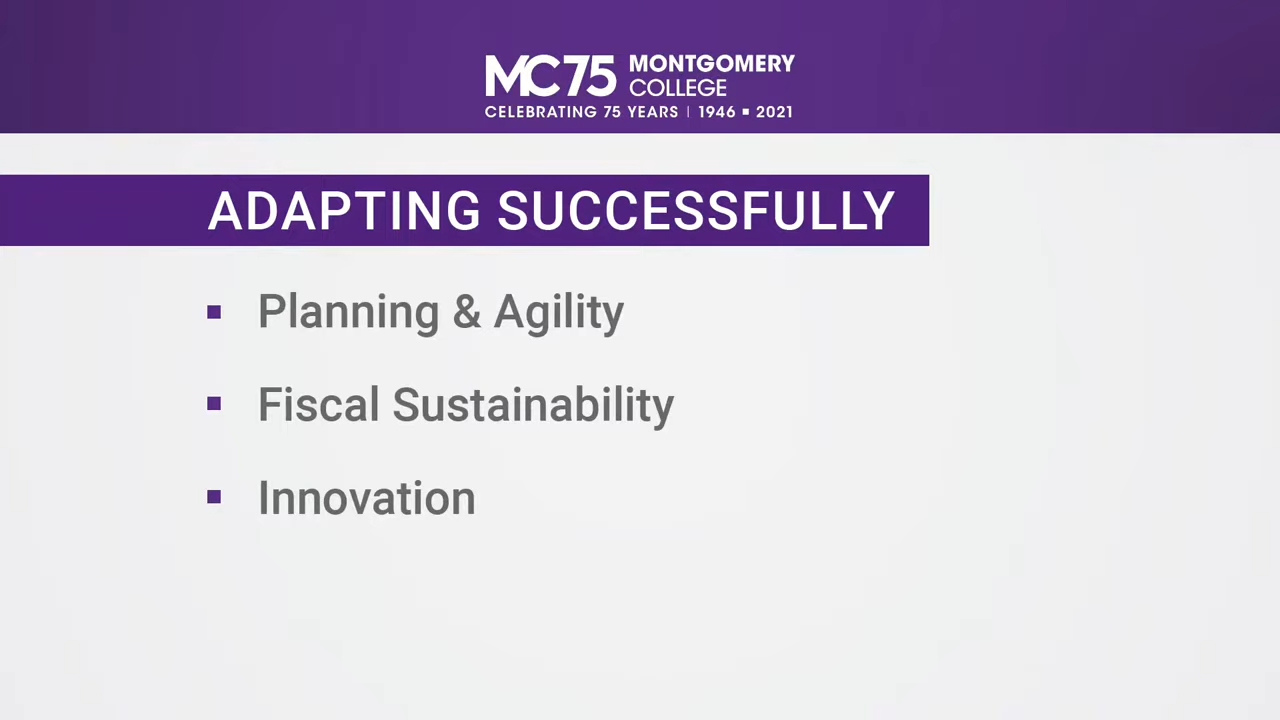 MC75 MONTGOMERY
COLLEGE
CELEBRATING 75 YEARS | 1946 ▪ 2021
ADAPTING SUCCESSFULLY
▪ Planning & Agility
▪ Fiscal Sustainability
▪ Innovation